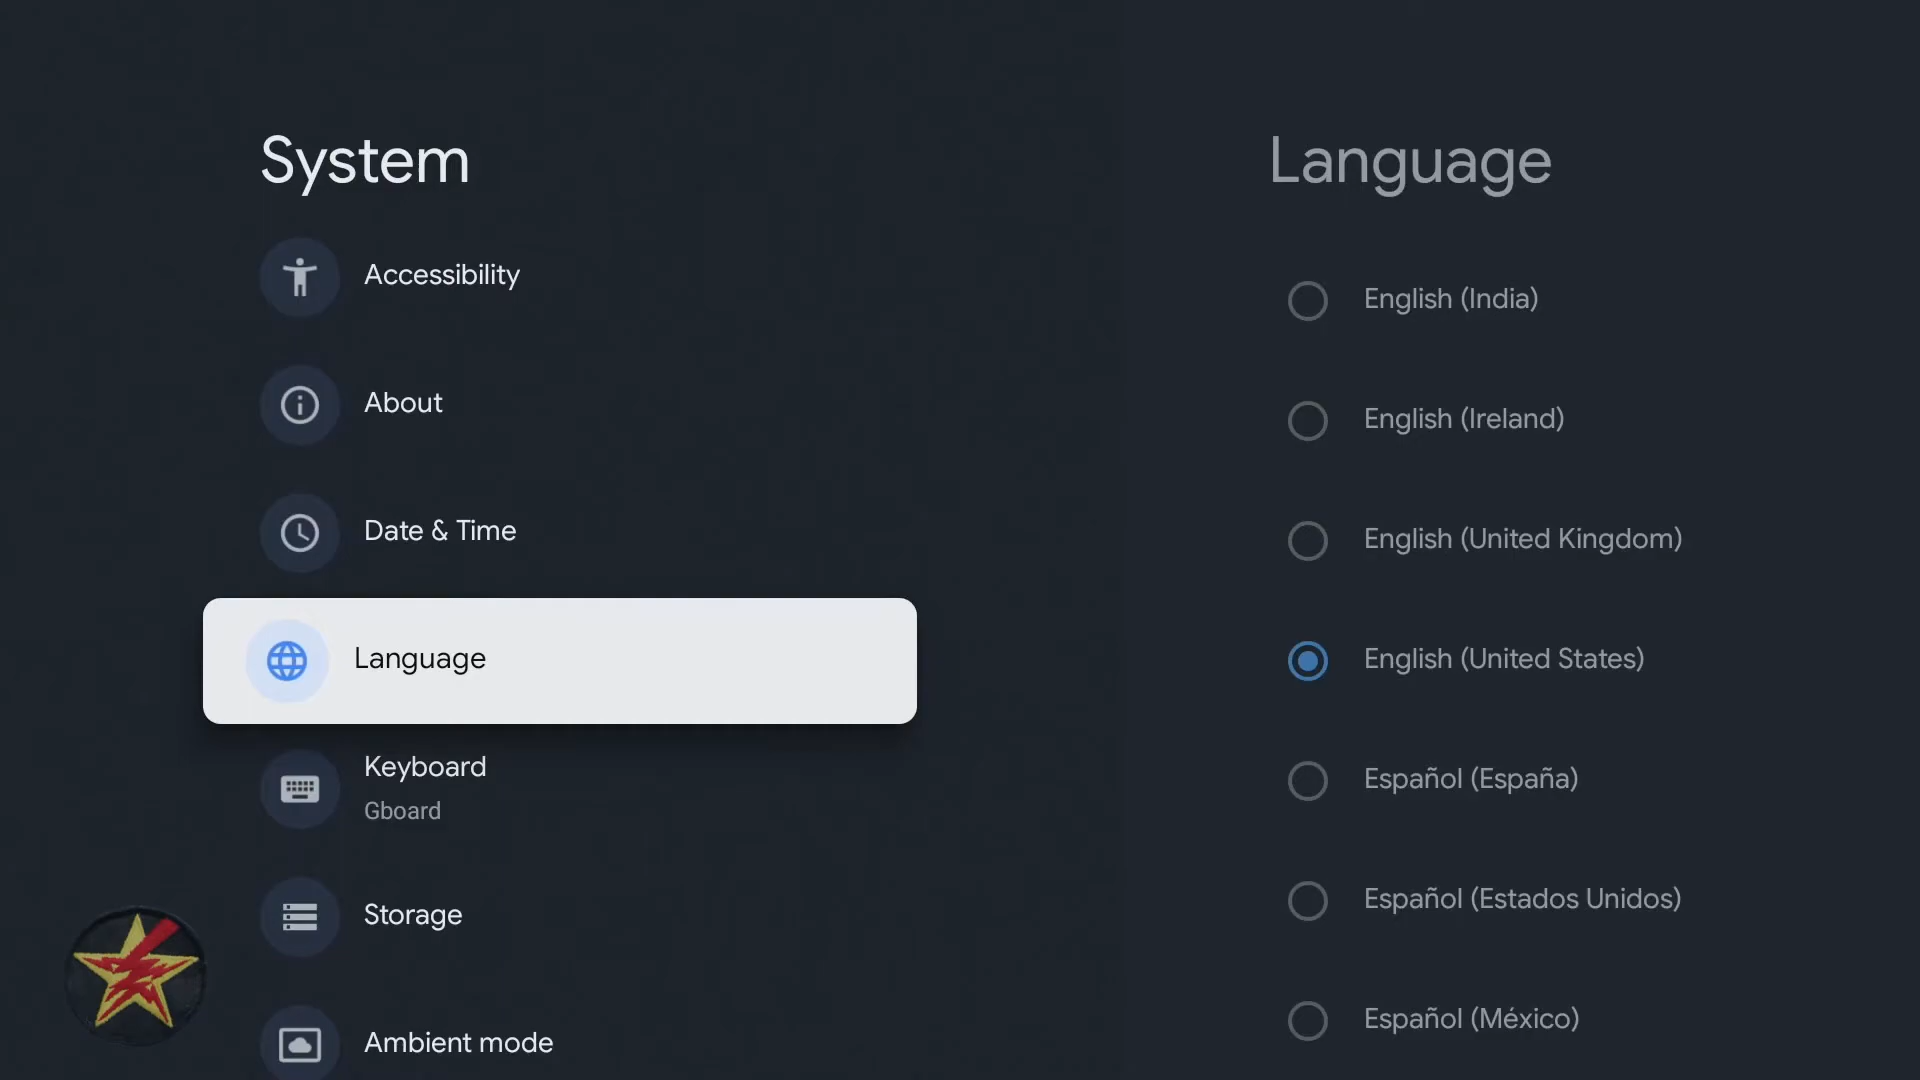 System
Accessibility
About
Date & Time
Language
Keyboard
Gboard
Storage
Ambient mode
Language
English (India)
English (Ireland)
English (United Kingdom)
English (United States)
Español (España)
Español (Estados Unidos)
Español (México)